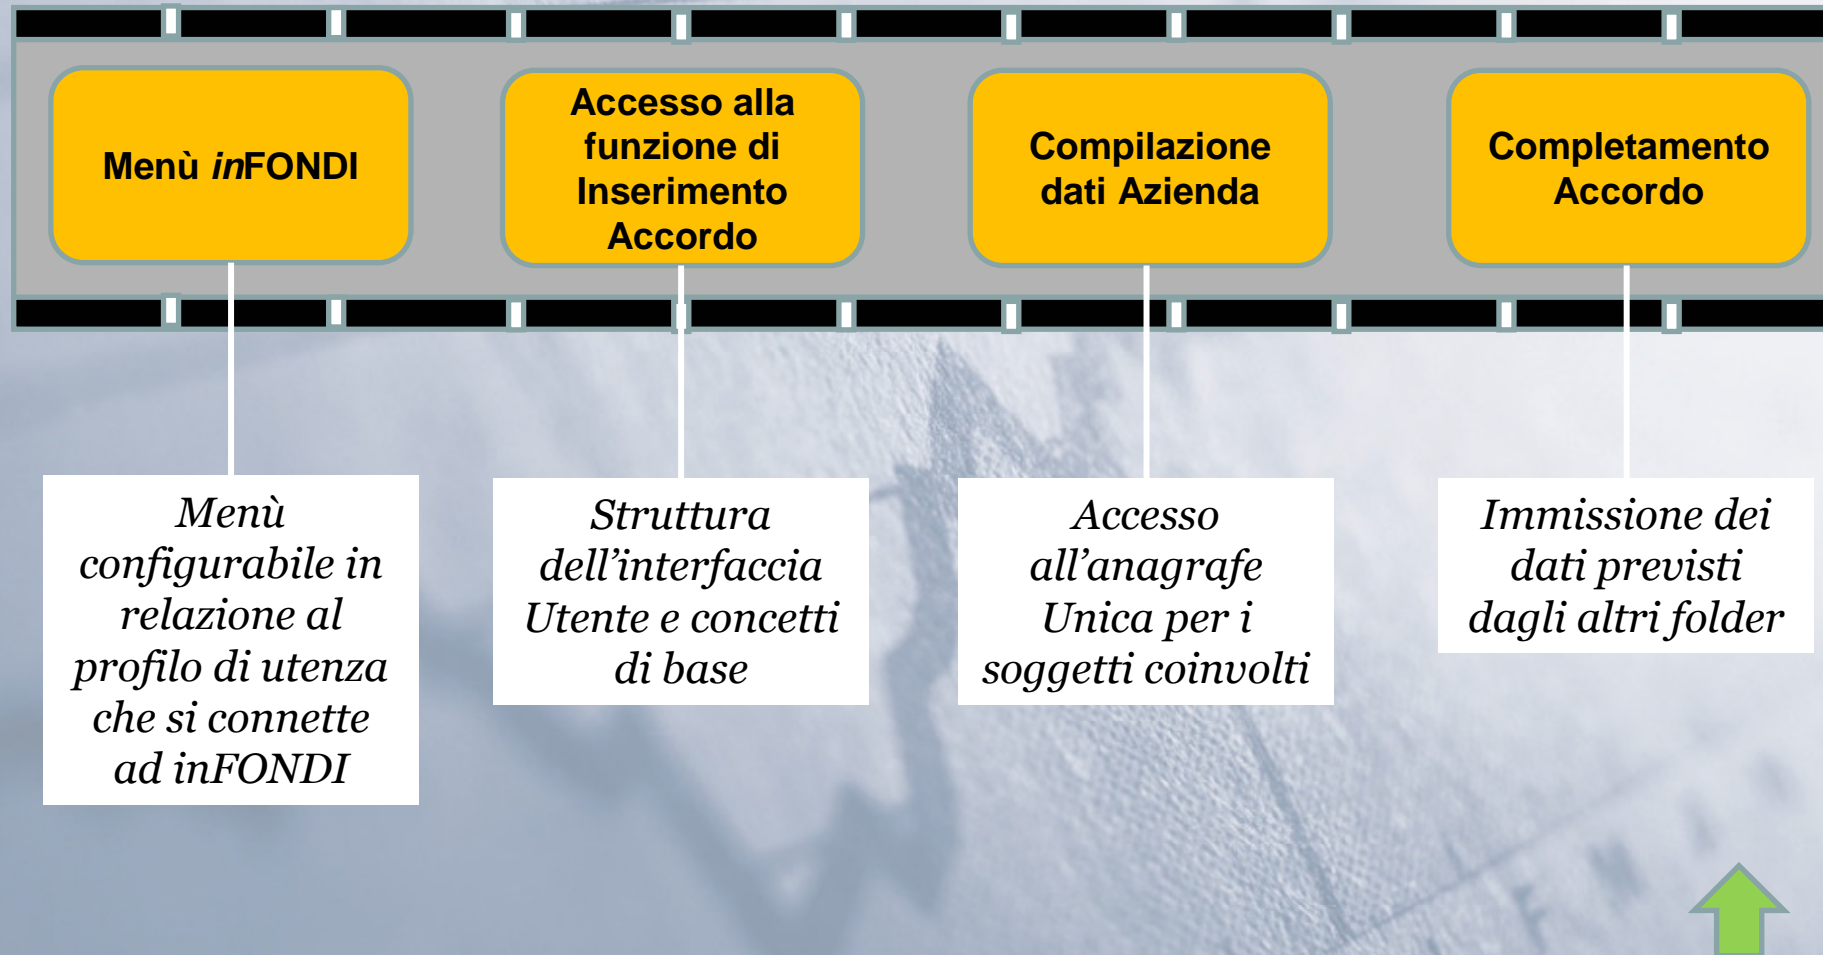 Menù inFONDI
Accesso alla
funzione di
Inserimento
Accordo
Compilazione
dati Azienda
Completamento
Accordo
Menù
configurabile in
relazione al
profilo di utenza
che si connette
ad inFONDI
Struttura
dell’interfaccia
Utente e concetti
di base
Accesso
all’anagrafe
Unica per i
soggetti coinvolti
Immissione dei
dati previsti
dagli altri folder